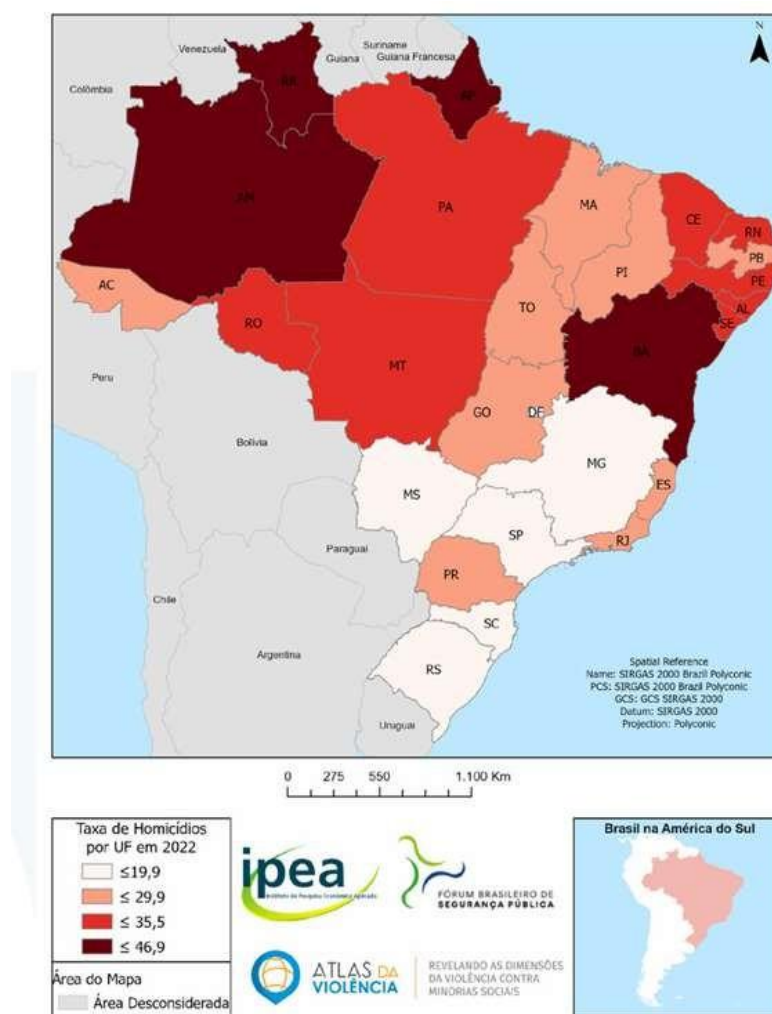 N
Venezuela
Suriname
Guiana
Guiana Francesa
Colômbia
RR
AP
AM
PA
MA
CE
RN
PB
PE
AL
SE
PI
AC
TO
RO
BA
MT
Peru
GO
DF
Bolívia
MG
MS
ES
SP
RJ
Paraguai
PR
Chile
SC
Argentina
RS
Uruguai
Spatial Reference
Name: SIRGAS 2000 Brazil Polyconic
PCS: SIRGAS 2000 Brazil Polyconic
GCS: GCS SIRGAS 2000
Datum: SIRGAS 2000
Projection: Polyconic
0 275 550 1.100 Km
Taxa de Homicídios
por UF em 2022
≤19,9
≤ 29,9
≤ 35,5
≤ 46,9
Área do Mapa
Área Desconsiderada
ipea
Instituto de Pesquisa Econômica Aplicada
FÓRUM BRASILEIRO DE
SEGURANÇA PÚBLICA
ATLAS DA
VIOLÊNCIA
REVELANDO AS DIMENSÕES
DA VIOLÊNCIA CONTRA
MINORIAS SOCIAIS
Brasil na América do Sul